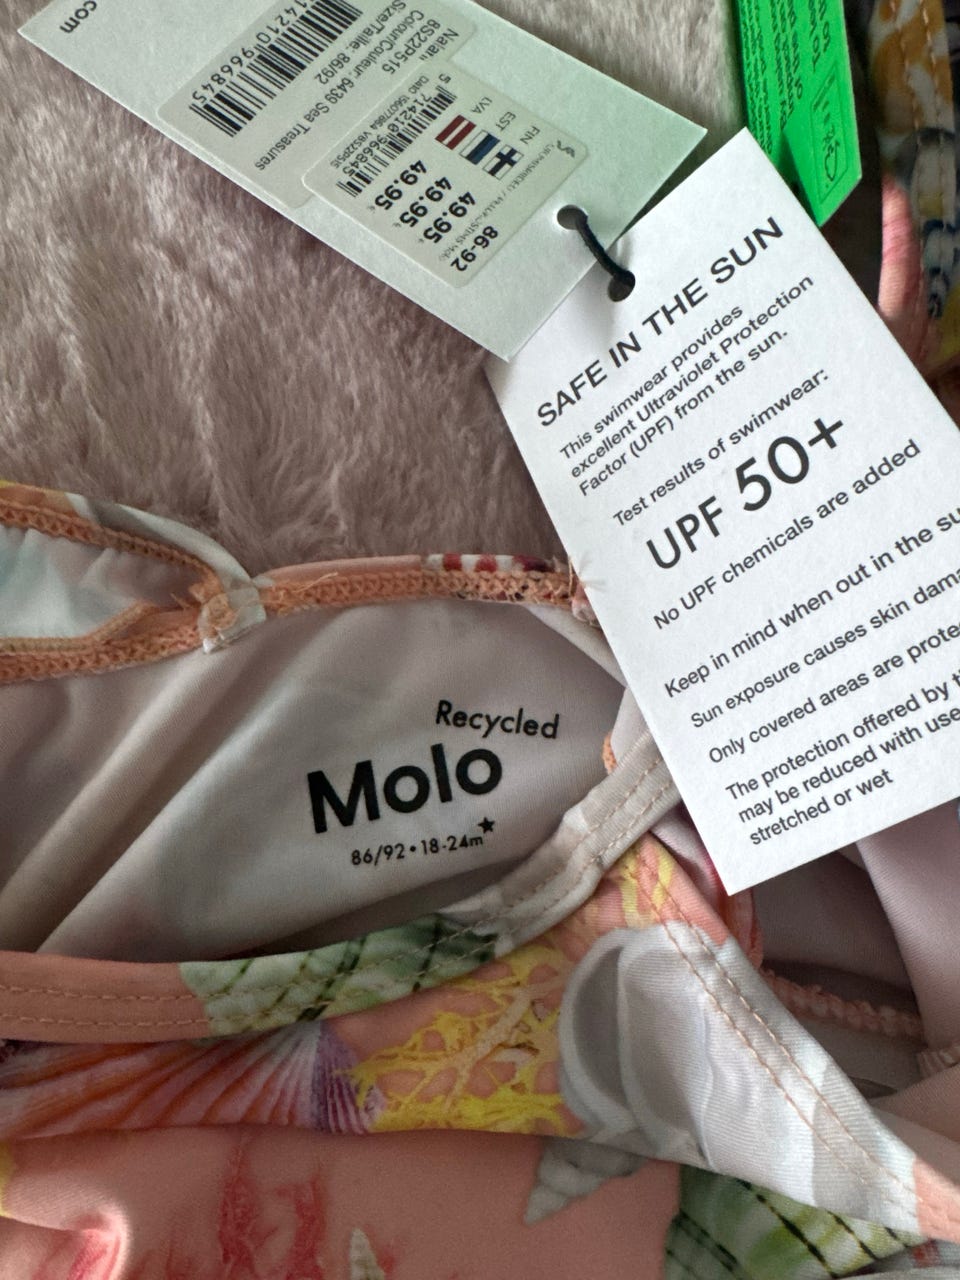 com
5714210966845
Nalani
8S22P515
Colour/Couleur: 6439 Sea Treasures
Size/Taille: 86/92
86-92
FIN 49.95
EST 49.95
LVA 49.95
SAFE IN THE SUN
This swimwear provides
excellent Ultraviolet Protection
Factor (UPF) from the sun.
Test results of swimwear:
UPF 50+
No UPF chemicals are added
Keep in mind when out in the su
Sun exposure causes skin dama
Only covered areas are protec
The protection offered by t
may be reduced with use
stretched or wet
Recycled
Molo
86/92•18-24m